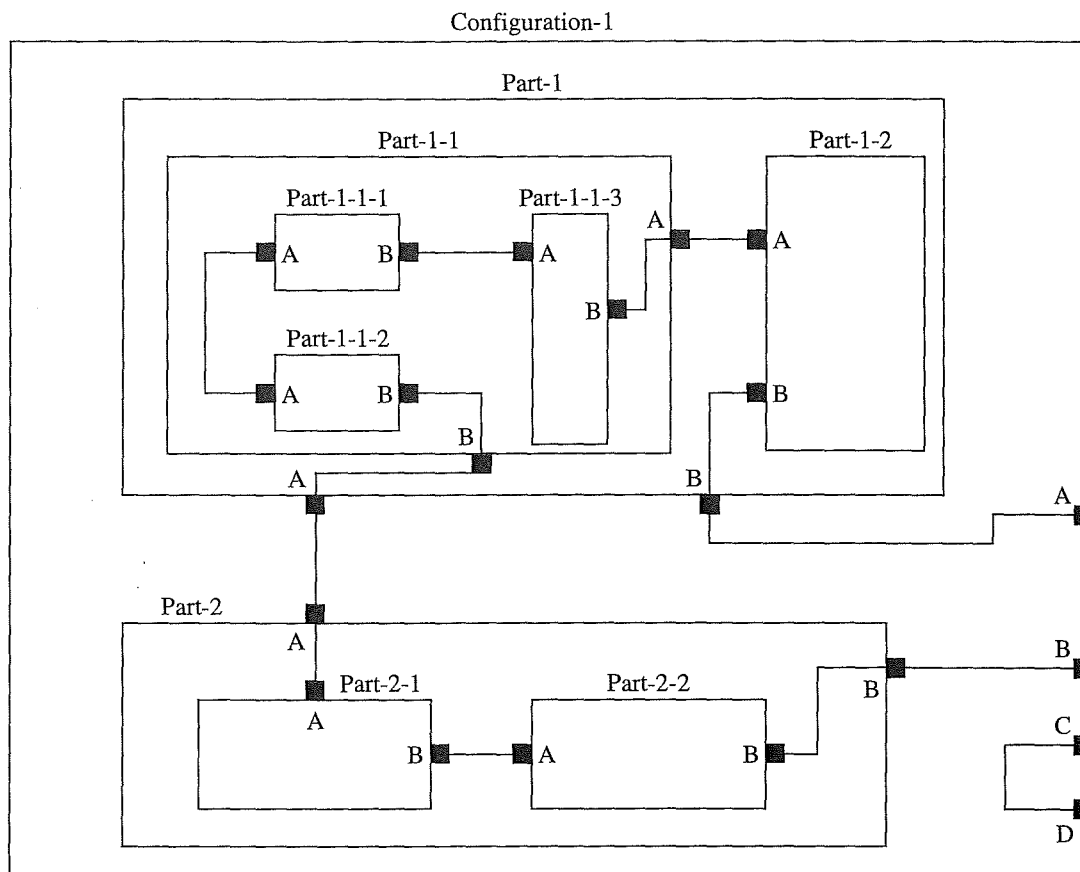 Configuration-1
Part-1
Part-1-1
Part-1-2
Part-1-1-1
Part-1-1-3
A
A
B
A
A
B
Part-1-1-2
A
B
B
B
A
B
A
Part-2
A
B
Part-2-1
Part-2-2
B
A
C
B
A
B
D